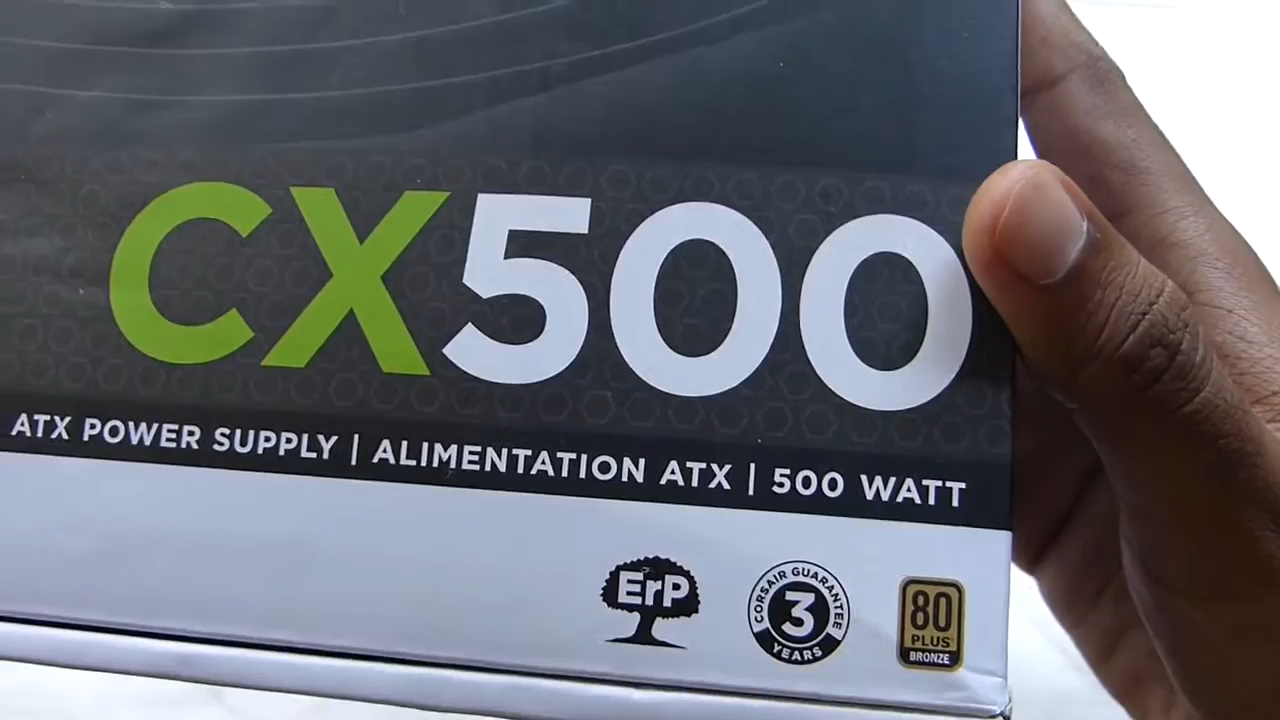 CX500
ATX POWER SUPPLY | ALIMENTATION ATX | 500 WATT
ErP
CORSAIR GUARANTEE
3
YEARS
80
PLUS
BRONZE